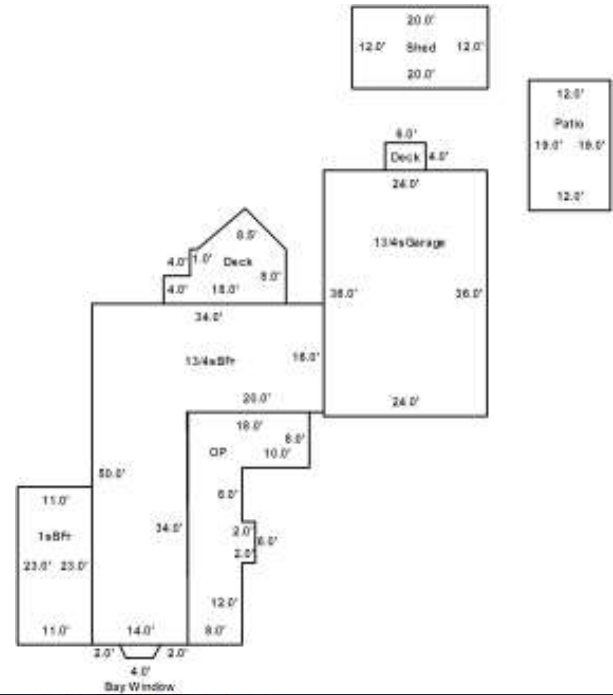 20.0'
12.0' Shed 12.0'
20.0'
12.0'
Patio
19.0' 19.0'
12.0'
6.0'
Deck 4.0'
24.0'
13/4sGarage
36.0' 36.0'
24.0'
8.5'
4.0' 1.0' Deck
4.0' 18.0' 8.0'
34.0'
13/4sBfr 16.0'
20.0'
18.0'
OP 8.0'
10.0'
50.0'
6.0'
34.0' 2.0' 6.0'
2.0'
12.0'
8.0'
11.0'
1sBfr
23.0' 23.0'
11.0'
14.0'
2.0' 2.0'
4.0'
Bay Window